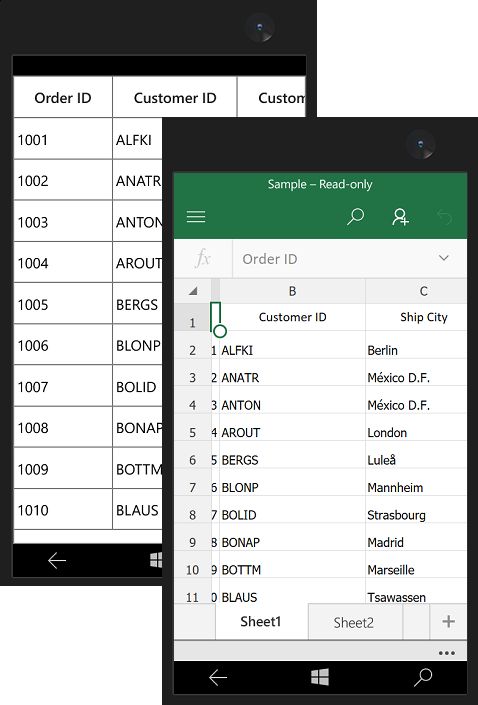 Order ID Customer ID Custom
1001 ALFKI
1002 ANATR
1003 ANTON
1004 AROUT
1005 BERGS
1006 BLONP
1007 BOLID
1008 BONAP
1009 BOTTM
1010 BLAUS
Sample – Read-only
fx Order ID
B C
1 Customer ID Ship City
2 1 ALFKI Berlin
3 2 ANATR México D.F.
4 3 ANTON México D.F.
5 4 AROUT London
6 5 BERGS Luleå
7 6 BLONP Mannheim
8 7 BOLID Strasbourg
9 8 BONAP Madrid
10 9 BOTTM Marseille
11 0 BLAUS Tsawassen
Sheet1 Sheet2 +